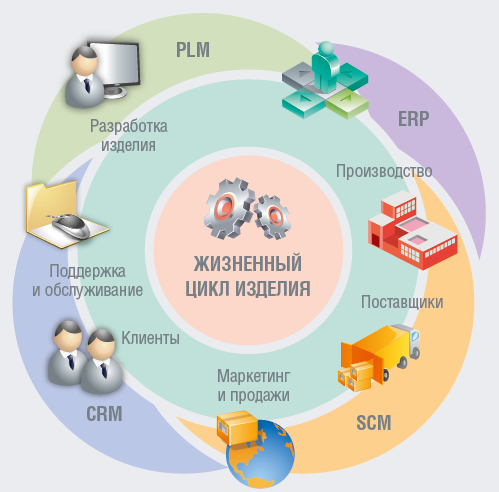 PLM
ERP
Разработка
изделия
Производство
ЖИЗНЕННЫЙ
ЦИКЛ ИЗДЕЛИЯ
Поддержка
и обслуживание
Поставщики
Клиенты
Маркетинг
и продажи
CRM
SCM